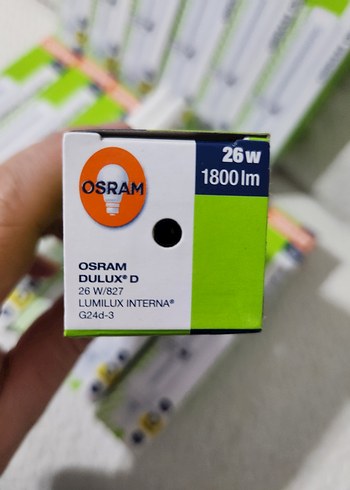 26W
1800lm
OSRAM
OSRAM
DULUX® D
26 W/827
LUMILUX INTERNA®
G24d-3